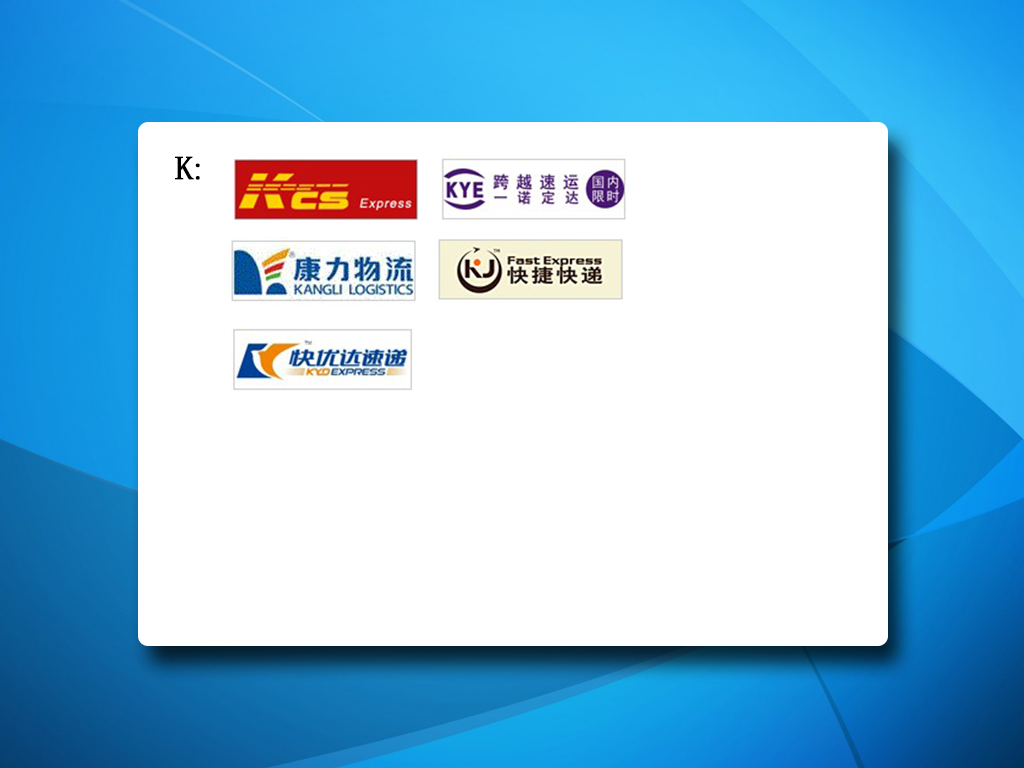 K:
Kcs Express
KYE 跨越速运 国内
一诺定达 限时
康力物流
KANGLI LOGISTICS
KJ Fast Express
快捷快递
快优达速递
KYD EXPRESS